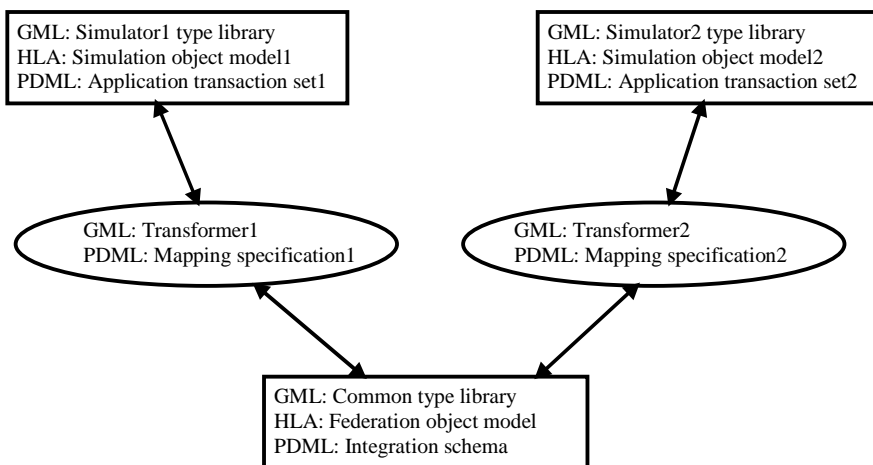 GML: Simulator1 type library
HLA: Simulation object model1
PDML: Application transaction set1
GML: Simulator2 type library
HLA: Simulation object model2
PDML: Application transaction set2
GML: Transformer1
PDML: Mapping specification1
GML: Transformer2
PDML: Mapping specification2
GML: Common type library
HLA: Federation object model
PDML: Integration schema